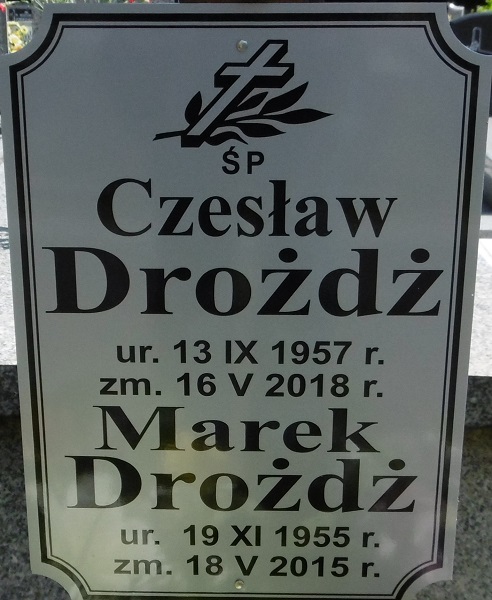 ŚP
Czesław
Drożdż
ur. 13 IX 1957 r.
zm. 16 V 2018 r.
Marek
Drożdż
ur. 19 XI 1955 r.
zm. 18 V 2015 r.